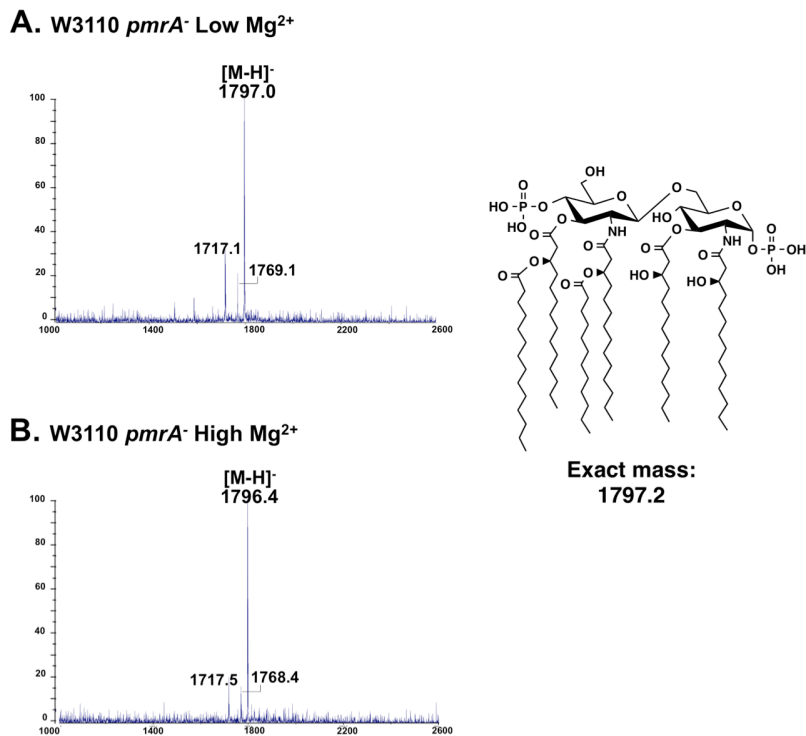 A. W3110 pmrA- Low Mg2+
[M-H]-
1797.0
100
80
60
40
20
0
1717.1
1769.1
1000 1400 1800 2200 2600
OH
O
HO-P-O
HO
O
O
O
HO
O
O
NH
O
O
O
O
O
O
O
NH
O
HO
O
HO
O
O
P-OH
OH
Exact mass:
1797.2
B. W3110 pmrA- High Mg2+
[M-H]-
1796.4
100
80
60
40
20
0
1717.5
1768.4
1000 1400 1800 2200 2600